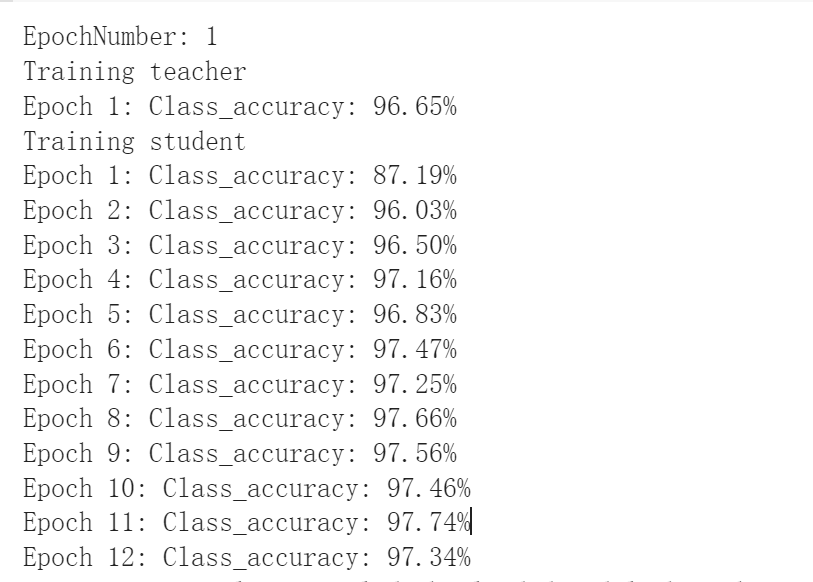 EpochNumber: 1
Training teacher
Epoch 1: Class_accuracy: 96.65%
Training student
Epoch 1: Class_accuracy: 87.19%
Epoch 2: Class_accuracy: 96.03%
Epoch 3: Class_accuracy: 96.50%
Epoch 4: Class_accuracy: 97.16%
Epoch 5: Class_accuracy: 96.83%
Epoch 6: Class_accuracy: 97.47%
Epoch 7: Class_accuracy: 97.25%
Epoch 8: Class_accuracy: 97.66%
Epoch 9: Class_accuracy: 97.56%
Epoch 10: Class_accuracy: 97.46%
Epoch 11: Class_accuracy: 97.74%
Epoch 12: Class_accuracy: 97.34%